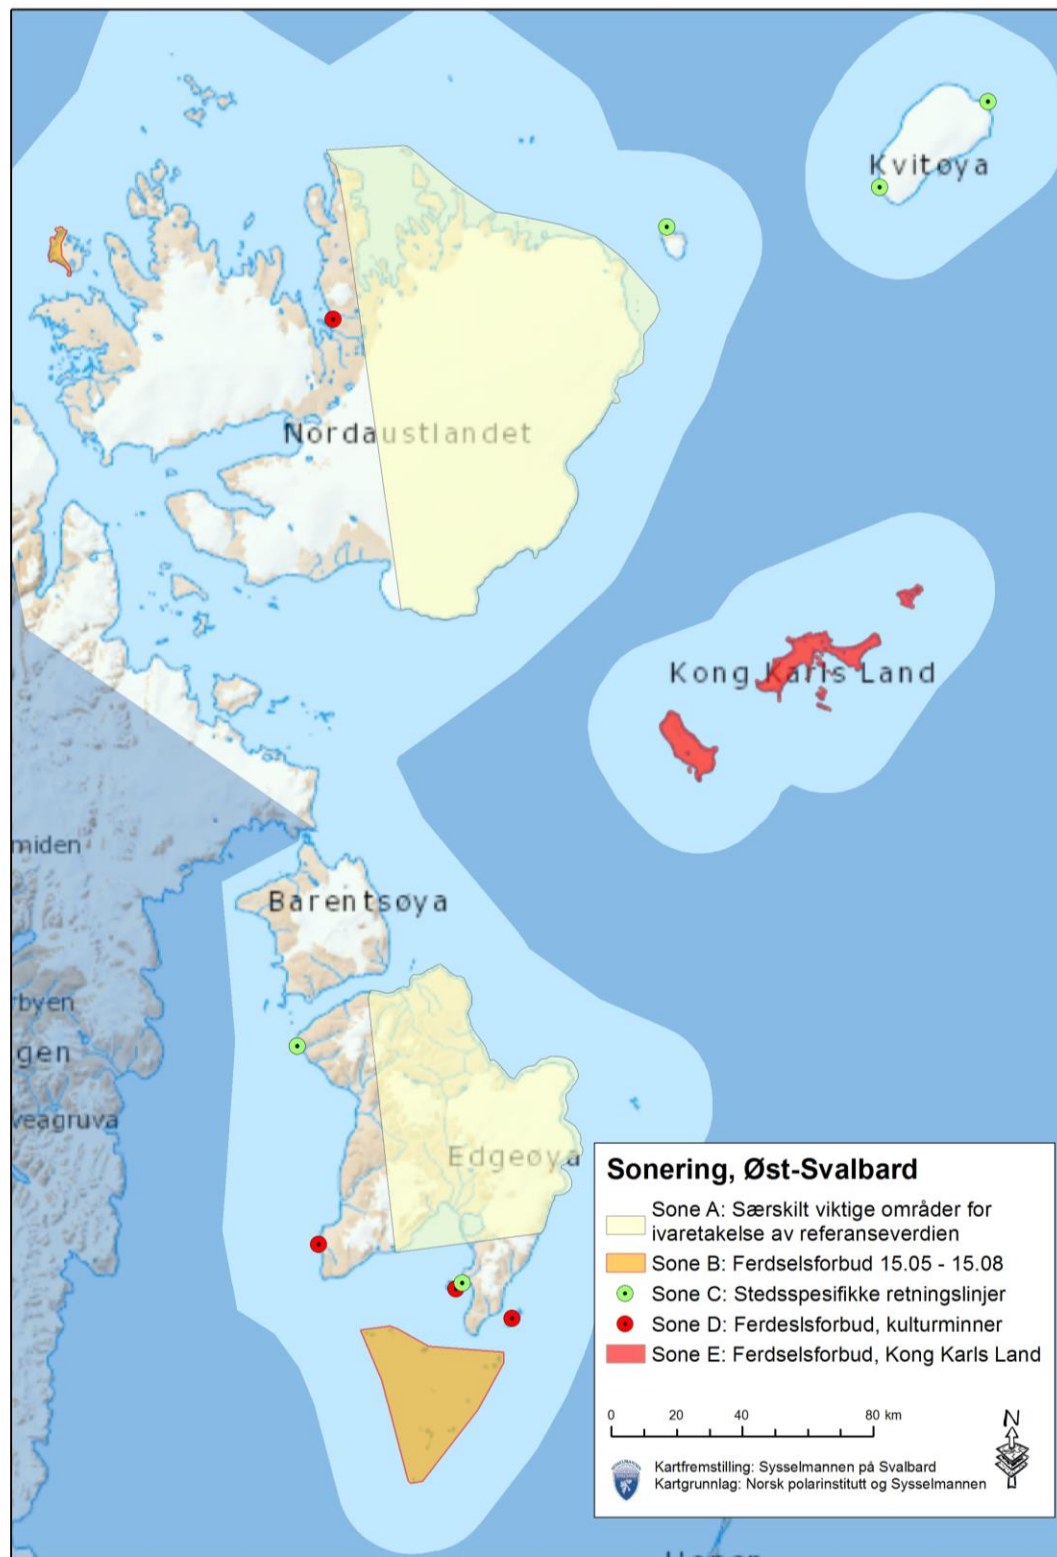 Kvitøya
Nordaustlandet
Kong Karls Land
miden
Barentsøya
rbyen
gen
veagruva
Edgeøya
Sonering, Øst-Svalbard
Sone A: Særskilt viktige områder for
ivaretakelse av referanseverdien
Sone B: Ferdselsforbud 15.05 - 15.08
Sone C: Stedsspesifikke retningslinjer
Sone D: Ferdeslsforbud, kulturminner
Sone E: Ferdselsforbud, Kong Karls Land
0 20 40 80 km
N
Kartfremstilling: Sysselmannen på Svalbard
Kartgrunnlag: Norsk polarinstitutt og Sysselmannen